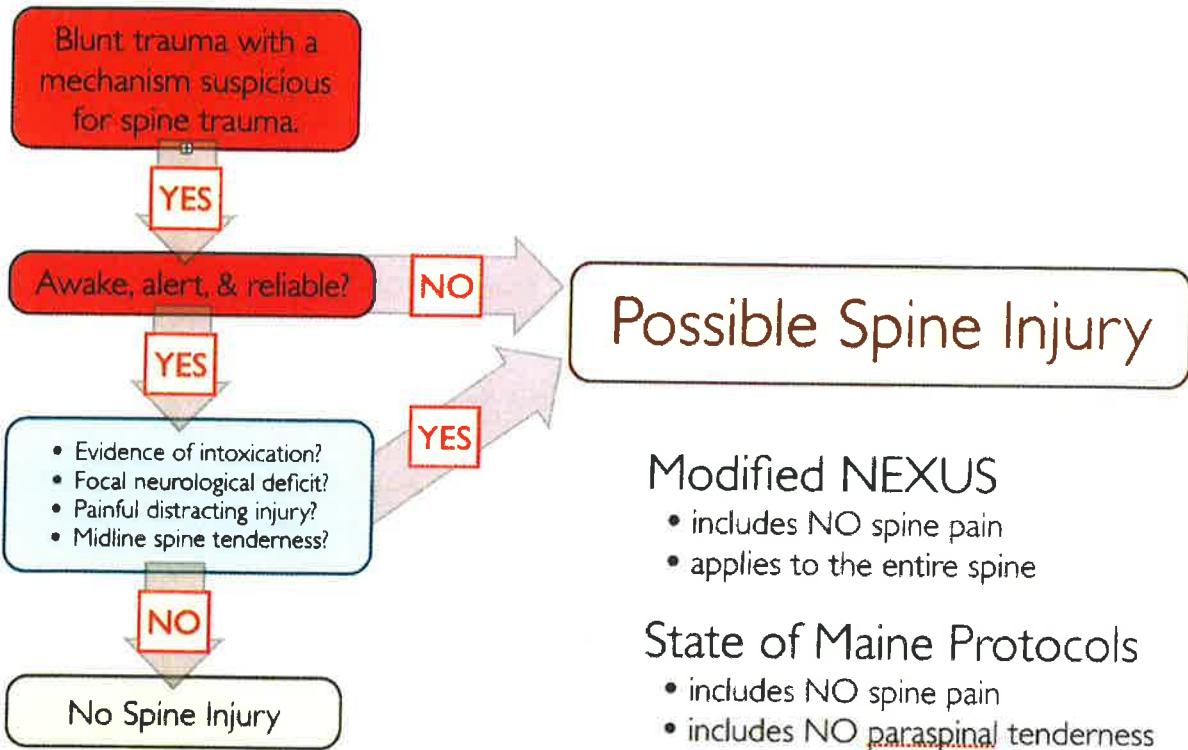 Blunt trauma with a
mechanism suspicious
for spine trauma.
YES
Awake, alert, & reliable?
NO
YES
• Evidence of intoxication?
• Focal neurological deficit?
• Painful distracting injury?
• Midline spine tenderness?
YES
NO
No Spine Injury
Possible Spine Injury
Modified NEXUS
• includes NO spine pain
• applies to the entire spine
State of Maine Protocols
• includes NO spine pain
• includes NO paraspinal tenderness